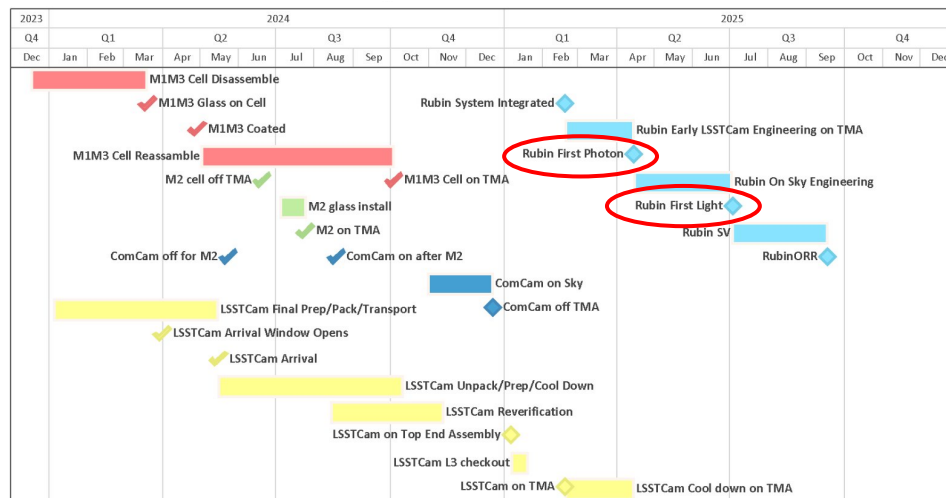 2023 2024 2025
Q4 Q1 Q2 Q3 Q4 Q1 Q2 Q3 Q4
Dec Jan Feb Mar Apr May Jun Jul Aug Sep Oct Nov Dec Jan Feb Mar Apr May Jun Jul Aug Sep Oct Nov Dec
M1M3 Cell Disassemble
M1M3 Glass on Cell Rubin System Integrated
M1M3 Coated Rubin Early LSSTCam Engineering on TMA
M1M3 Cell Reassamble Rubin First Photon
M2 cell off TMA M1M3 Cell on TMA Rubin On Sky Engineering
M2 glass install Rubin First Light
M2 on TMA Rubin SV
ComCam off for M2 ComCam on after M2 RubinORR
ComCam on Sky
LSSTCam Final Prep/Pack/Transport ComCam off TMA
LSSTCam Arrival Window Opens
LSSTCam Arrival
LSSTCam Unpack/Prep/Cool Down
LSSTCam Reverification
LSSTCam on Top End Assembly
LSSTCam L3 checkout
LSSTCam on TMA LSSTCam Cool down on TMA